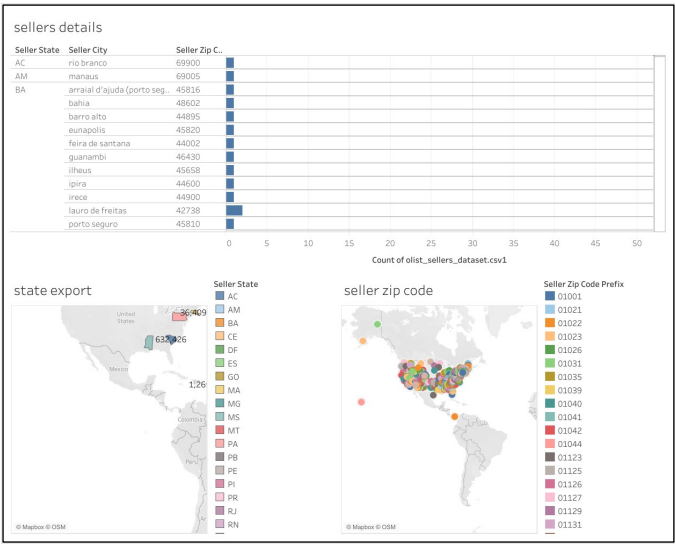 sellers details
Seller State Seller City Seller Zip C..
AC rio branco 69900
AM manaus 69005
BA arraial d'ajuda (porto seg.. 45816
bahia 48602
barro alto 44895
eunapolis 45820
feira de santana 44002
guanambi 46430
ilheus 45658
ipira 44600
irece 44900
lauro de freitas 42738
porto seguro 45810
0 5 10 15 20 25 30 35 40 45 50
Count of olist_sellers_dataset.csv1
state export
United
States
Mexico
632,426
1,26
Colombia
Peru
Ar
© Mapbox © OSM
Seller State
AC
AM
BA
CE
DF
ES
GO
MA
MG
MS
MT
PA
PB
PE
PI
PR
RJ
RN
seller zip code
© Mapbox © OSM
Seller Zip Code Prefix
01001
01021
01022
01023
01026
01031
01035
01039
01040
01041
01042
01044
01123
01125
01126
01127
01129
01131